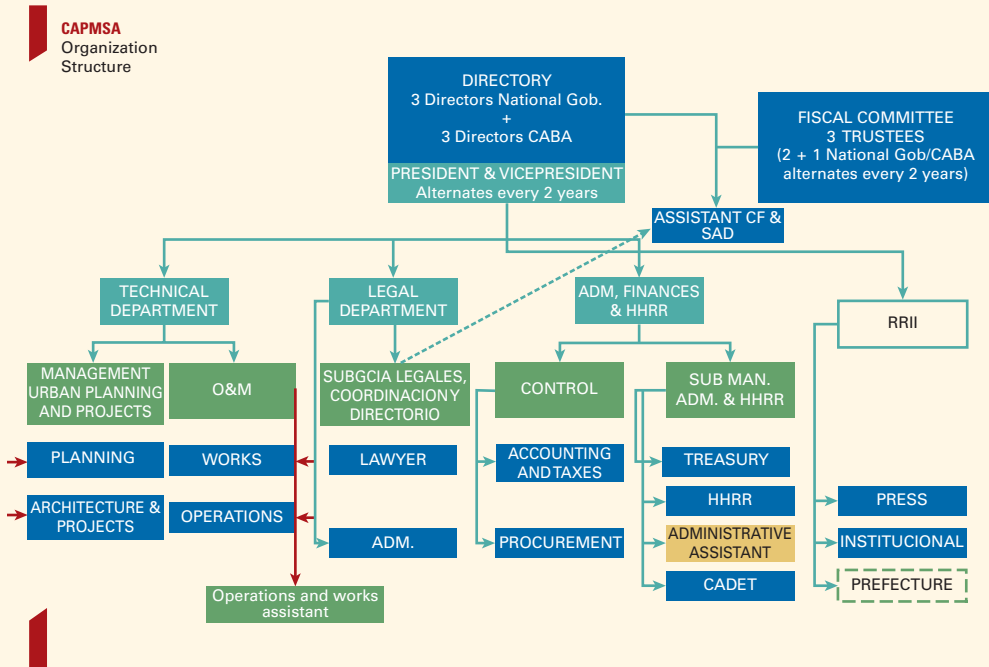 CAPMSA
Organization
Structure
DIRECTORY
3 Directors National Gob.
+
3 Directors CABA
PRESIDENT & VICEPRESIDENT
Alternates every 2 years
FISCAL COMMITTEE
3 TRUSTEES
(2 + 1 National Gob/CABA
alternates every 2 years)
ASSISTANT CF &
SAD
TECHNICAL
DEPARTMENT
LEGAL
DEPARTMENT
ADM, FINANCES
& HHRR
RRII
MANAGEMENT
URBAN PLANNING
AND PROJECTS
O&M
SUBGCIA LEGALES,
COORDINACION Y
DIRECTORIO
CONTROL
SUB MAN.
ADM. & HHRR
PLANNING
WORKS
LAWYER
ACCOUNTING
AND TAXES
TREASURY
ARCHITECTURE &
PROJECTS
OPERATIONS
ADM.
PROCUREMENT
HHRR
ADMINISTRATIVE
ASSISTANT
CADET
PRESS
INSTITUCIONAL
PREFECTURE
Operations and works
assistant